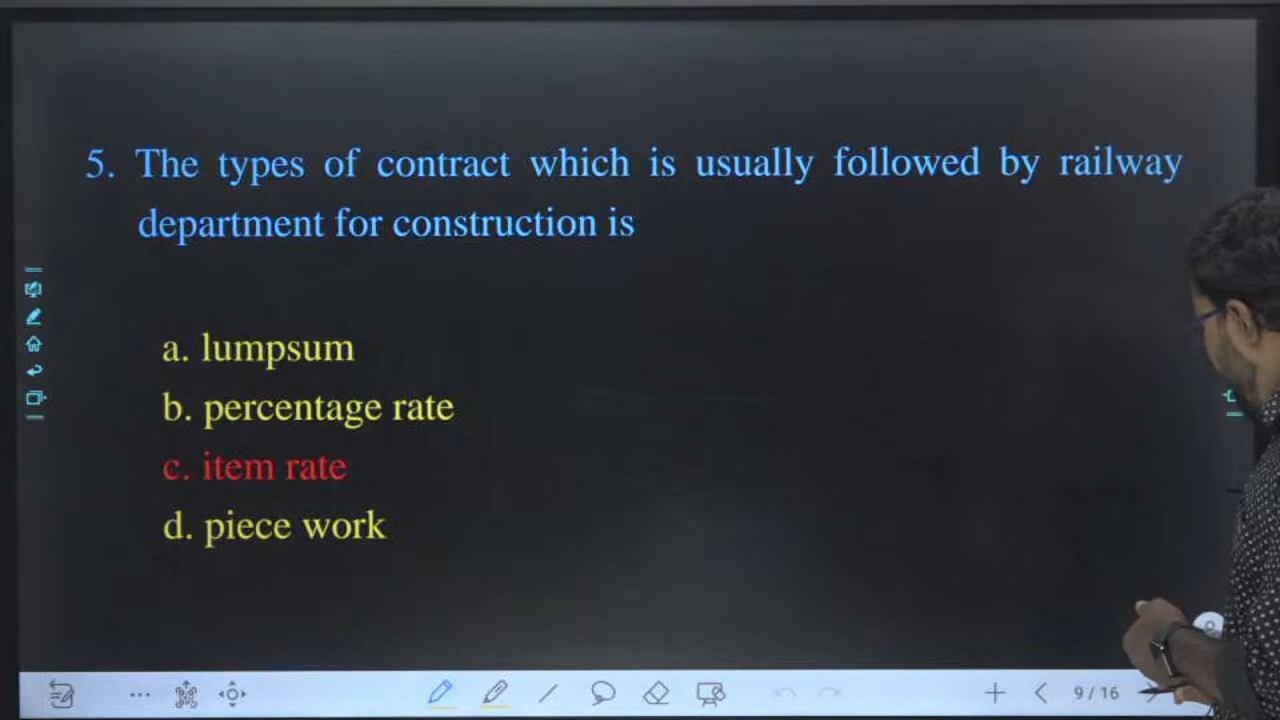 5. The types of contract which is usually followed by railway
department for construction is
a. lumpsum
b. percentage rate
c. item rate
d. piece work
9 / 16